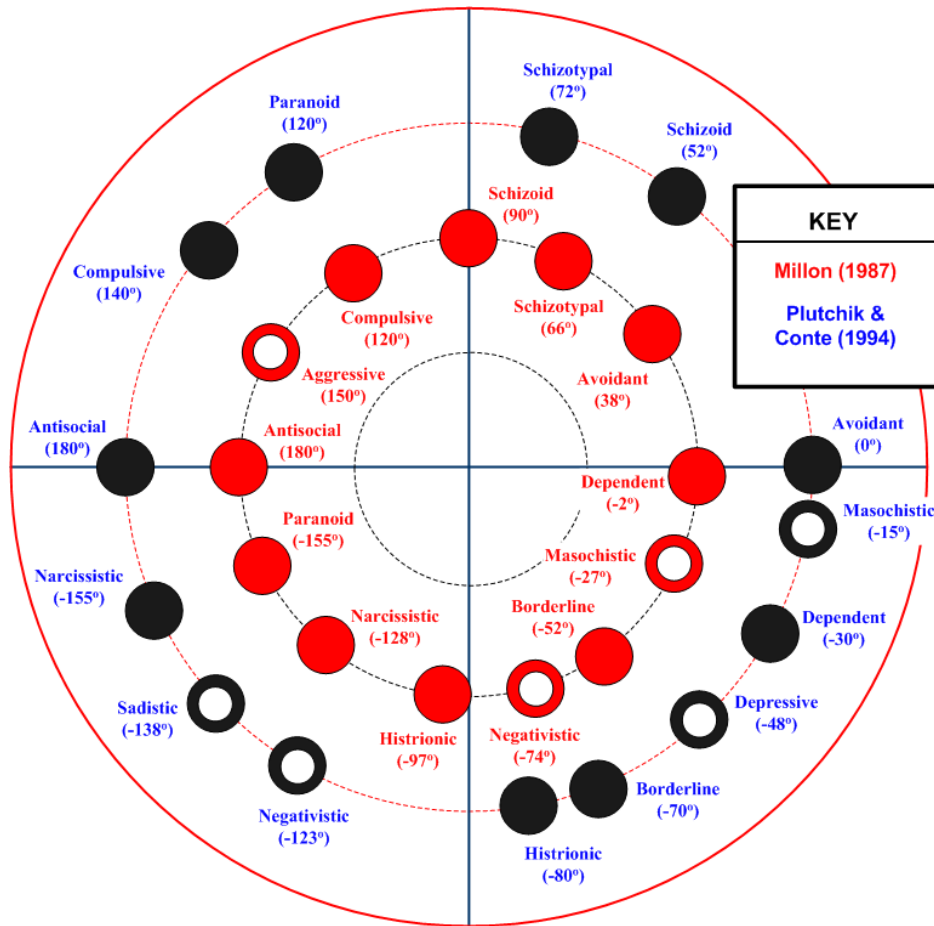 Schizotypal
(72º)
Paranoid
(120º)
Schizoid
(52º)
Schizoid
(90º)
KEY
Millon (1987)
Plutchik &
Conte (1994)
Compulsive
(140º)
Schizotypal
(66º)
Compulsive
(120º)
Avoidant
(38º)
Aggressive
(150º)
Antisocial
(180º)
Antisocial
(180º)
Avoidant
(0º)
Dependent
(-2º)
Masochistic
(-15º)
Paranoid
(-155º)
Masochistic
(-27º)
Narcissistic
(-155º)
Borderline
(-52º)
Dependent
(-30º)
Narcissistic
(-128º)
Sadistic
(-138º)
Depressive
(-48º)
Histrionic
(-97º)
Negativistic
(-74º)
Borderline
(-70º)
Negativistic
(-123º)
Histrionic
(-80º)